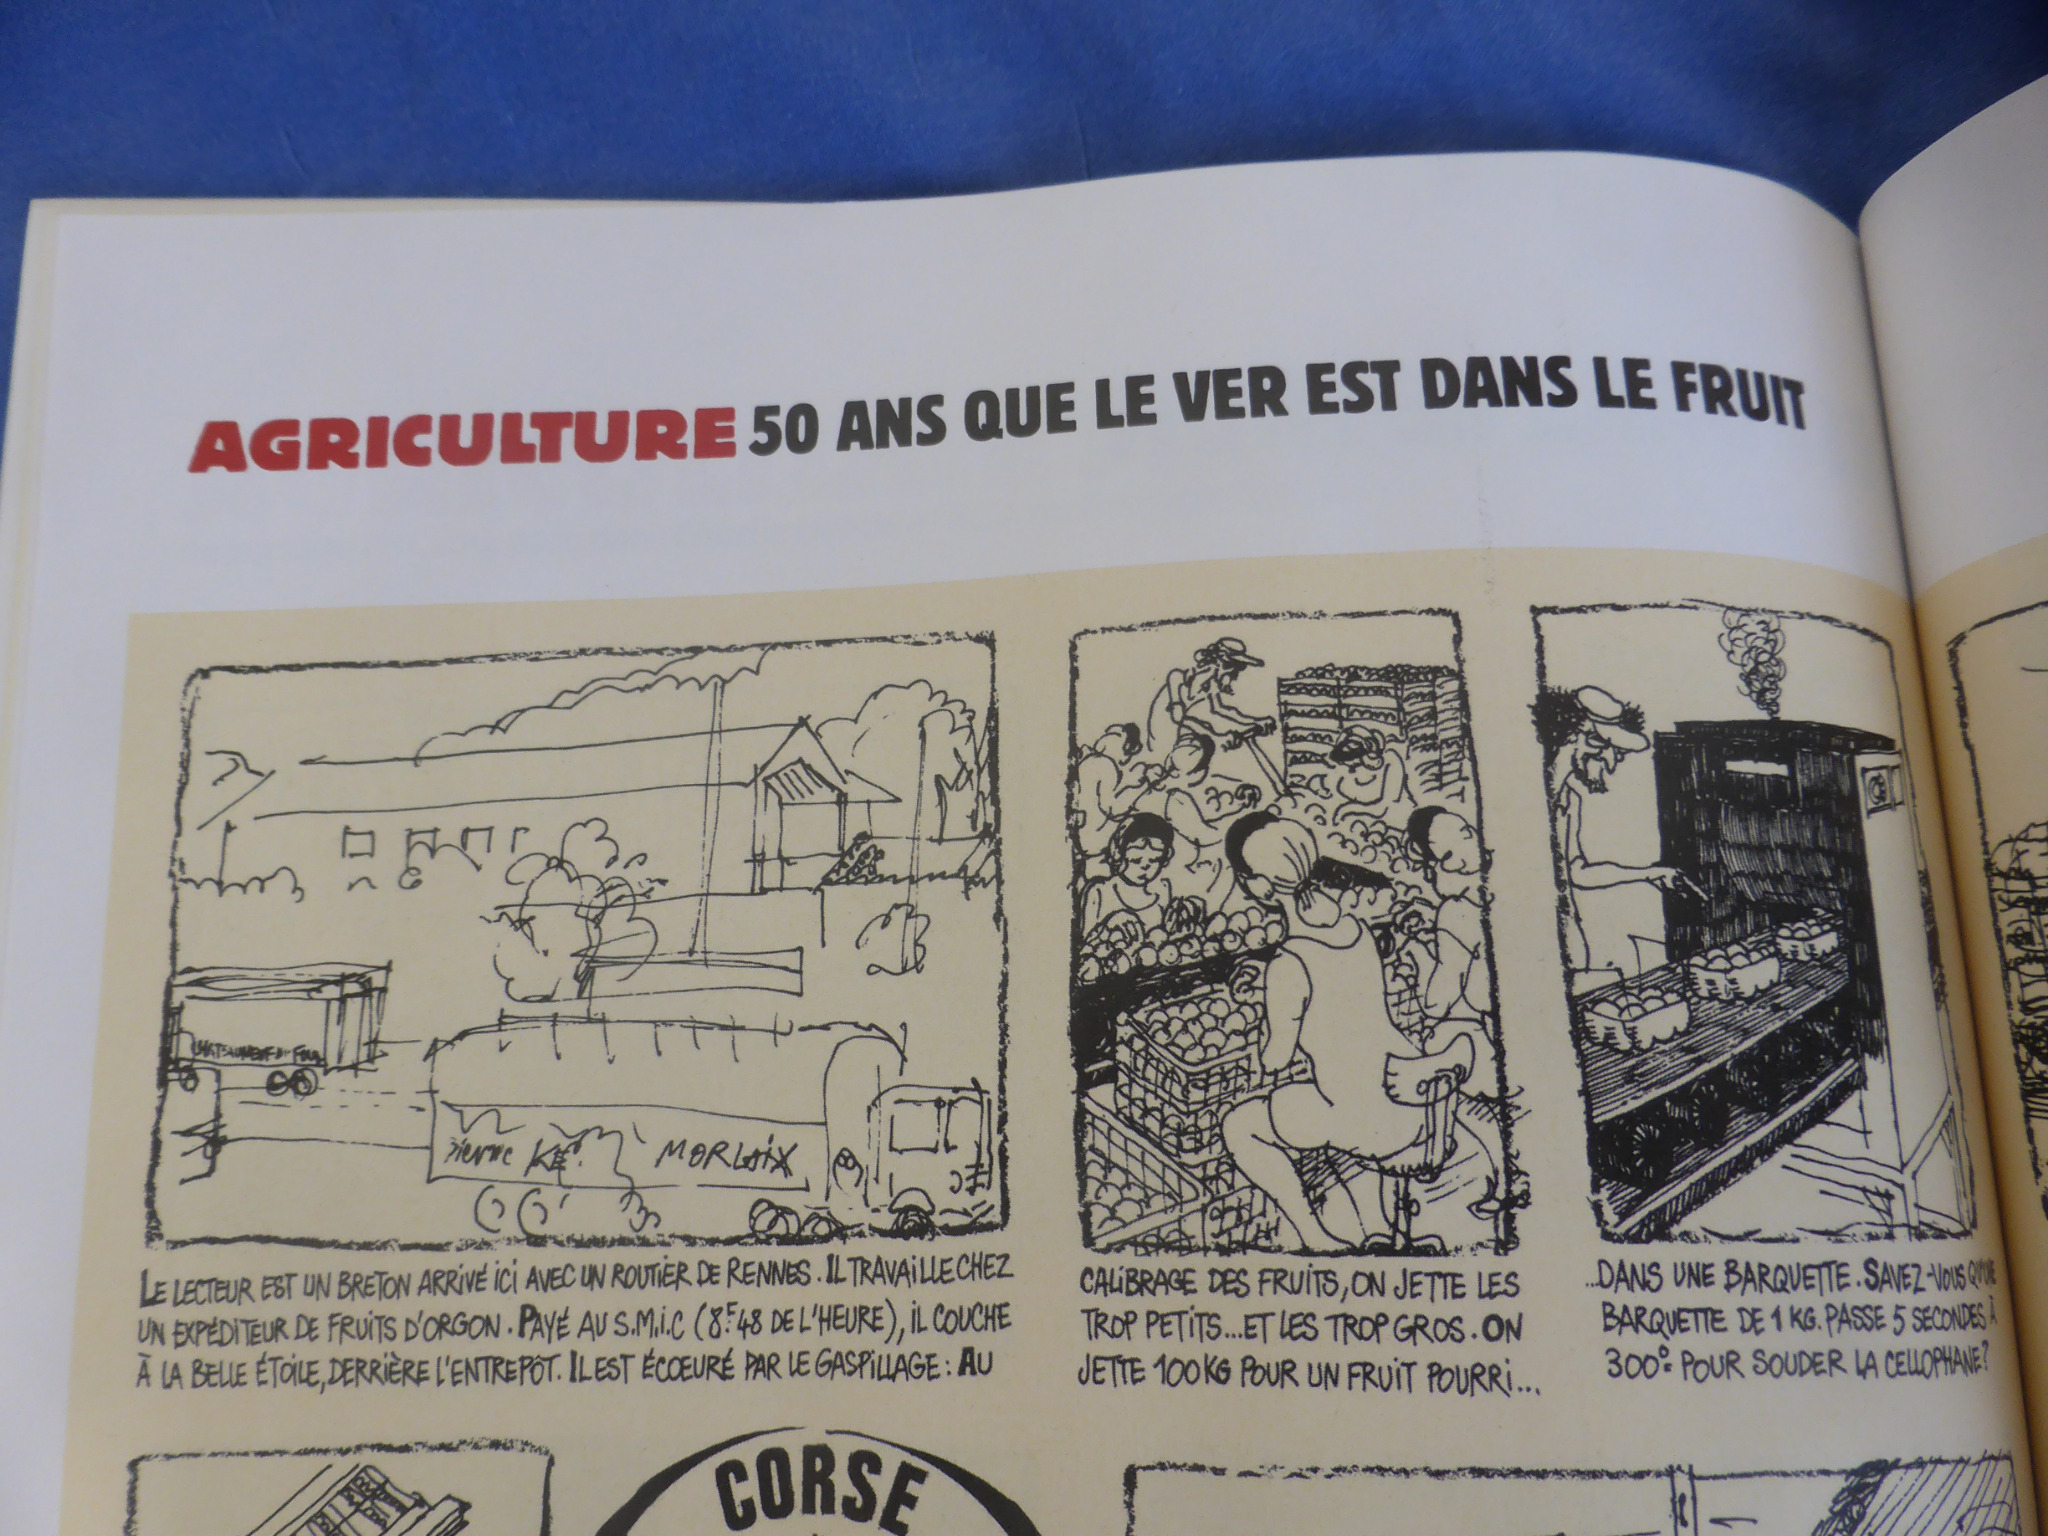 AGRICULTURE 50 ANS QUE LE VER EST DANS LE FRUIT
MORLAIX
LE LECTEUR EST UN BRETON ARRIVÉ ICI AVEC UN ROUTIER DE RENNES. IL TRAVAILLE CHEZ
UN EXPÉDITEUR DE FRUITS D'ORGON. PAYÉ AU S.M.I.C (8F48 DE L'HEURE), IL COUCHE
À LA BELLE ÉTOILE, DERRIÈRE L'ENTREPÔT. IL EST ÉCOEURÉ PAR LE GASPILLAGE : AU
CALIBRAGE DES FRUITS, ON JETTE LES
TROP PETITS... ET LES TROP GROS. ON
JETTE 100KG POUR UN FRUIT POURRI...
...DANS UNE BARQUETTE. SAVEZ-VOUS QU'UNE
BARQUETTE DE 1 KG. PASSE 5 SECONDES À
300° POUR SOUDER LA CELLOPHANE?
CORSE